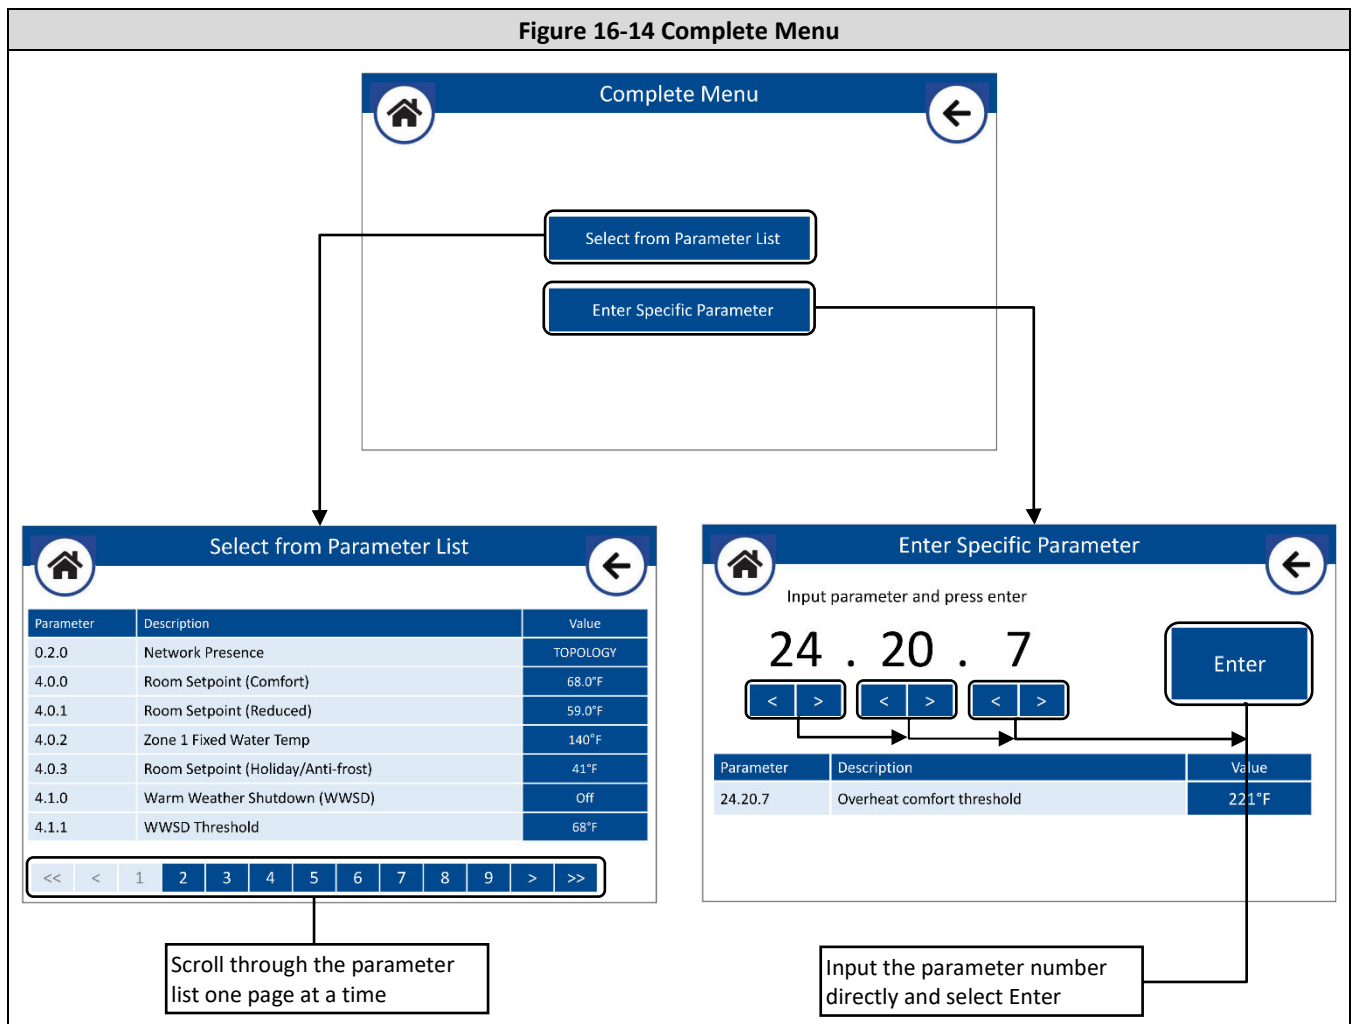 Figure 16-14 Complete Menu
Complete Menu
Select from Parameter List
Enter Specific Parameter
Select from Parameter List
Parameter Description Value
0.2.0 Network Presence TOPOLOGY
4.0.0 Room Setpoint (Comfort) 68.0°F
4.0.1 Room Setpoint (Reduced) 59.0°F
4.0.2 Zone 1 Fixed Water Temp 140°F
4.0.3 Room Setpoint (Holiday/Anti-frost) 41°F
4.1.0 Warm Weather Shutdown (WWSD) Off
4.1.1 WWSD Threshold 68°F
<< < 1 2 3 4 5 6 7 8 9 > >>
Scroll through the parameter
list one page at a time
Enter Specific Parameter
Input parameter and press enter
24 . 20 . 7
Enter
< > < > < >
Parameter Description Value
24.20.7 Overheat comfort threshold 221°F
Input the parameter number
directly and select Enter